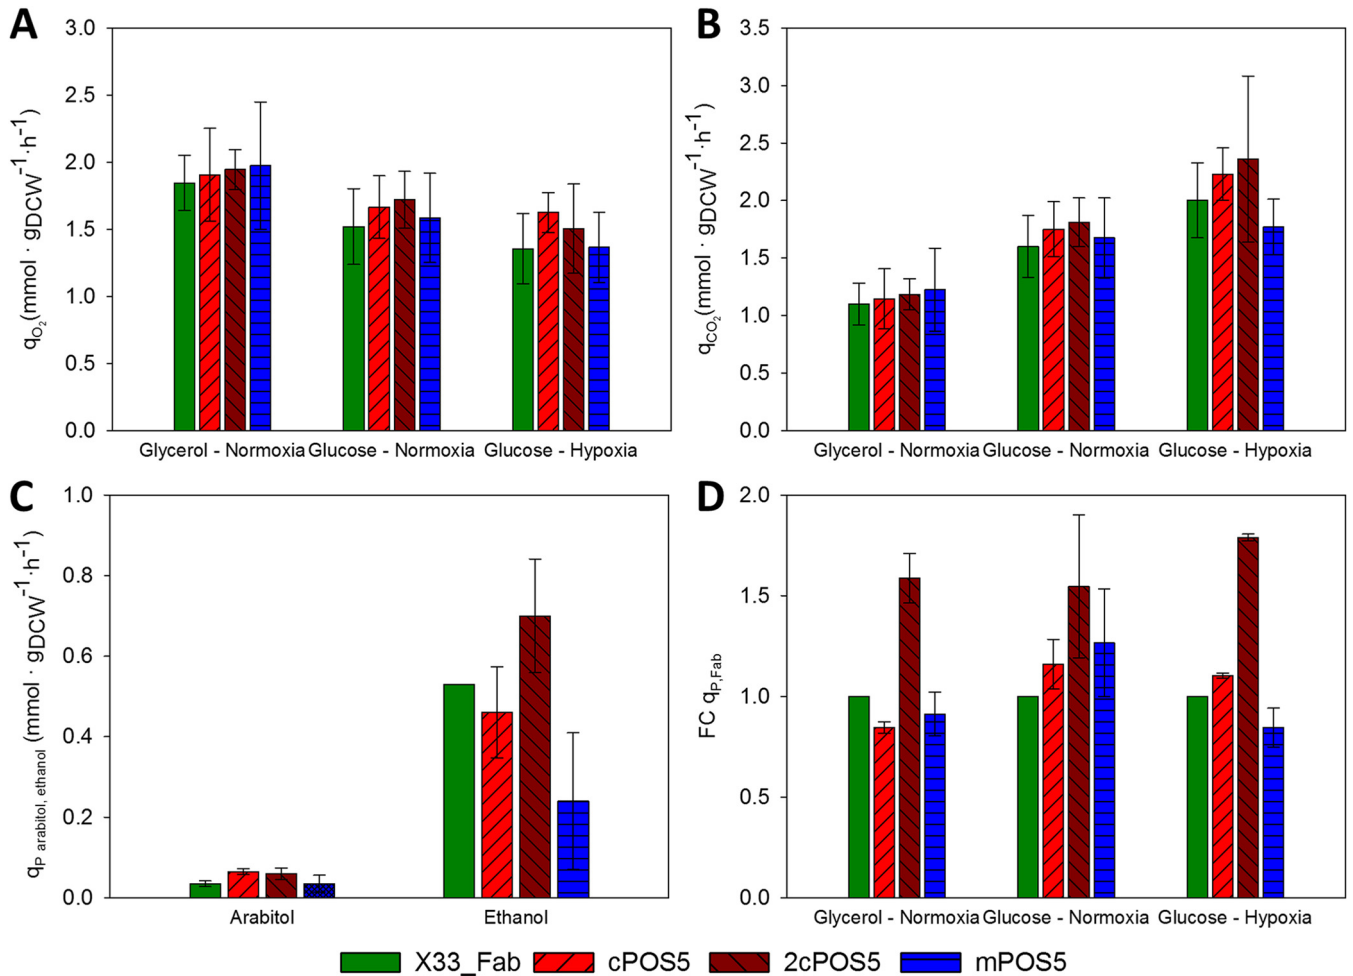 A
3.0
2.5
2.0
1.5
1.0
0.5
0.0
qO2(mmol · gDCW-1·h-1)
Glycerol - Normoxia Glucose - Normoxia Glucose - Hypoxia
B
3.5
3.0
2.5
2.0
1.5
1.0
0.5
0.0
qCO2(mmol · gDCW-1·h-1)
Glycerol - Normoxia Glucose - Normoxia Glucose - Hypoxia
C
1.0
0.8
0.6
0.4
0.2
0.0
qP arabitol, ethanol (mmol · gDCW-1·h-1)
Arabitol Ethanol
D
2.0
1.5
1.0
0.5
0.0
FC qP,Fab
Glycerol - Normoxia Glucose - Normoxia Glucose - Hypoxia
X33_Fab cPOS5 2cPOS5 mPOS5